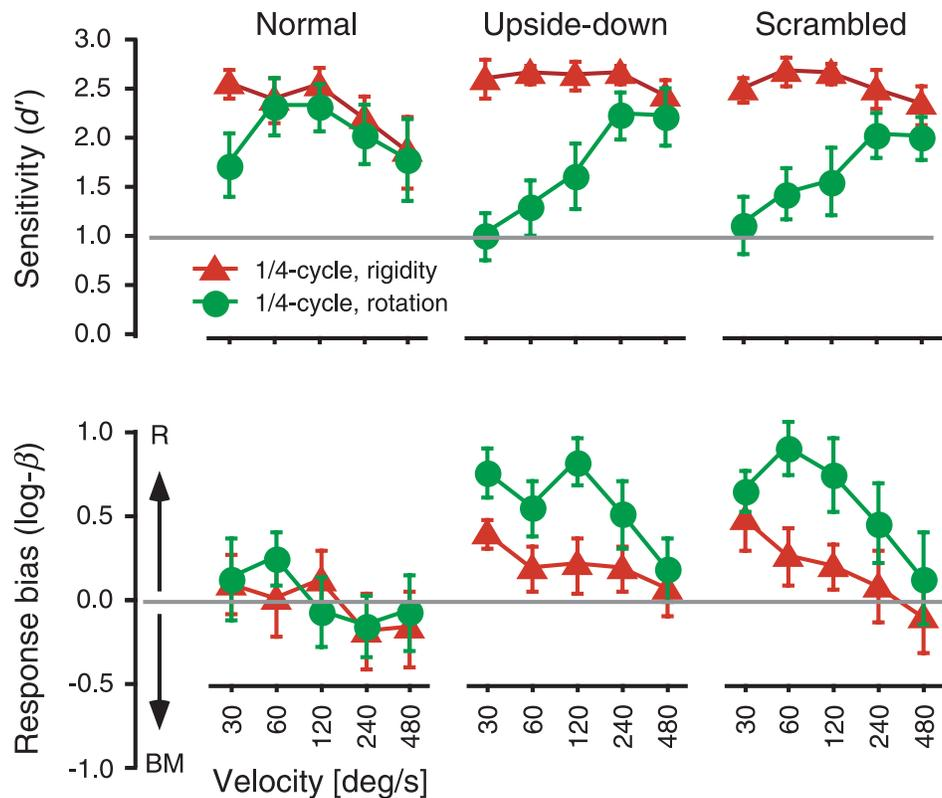 Normal Upside-down Scrambled
Sensitivity (d')
3.0
2.5
2.0
1.5
1.0
0.5
0.0
1/4-cycle, rigidity
1/4-cycle, rotation
Response bias (log-β)
1.0
0.5
0.0
-0.5
-1.0
R
BM
30 60 120 240 480 30 60 120 240 480 30 60 120 240 480
Velocity [deg/s]